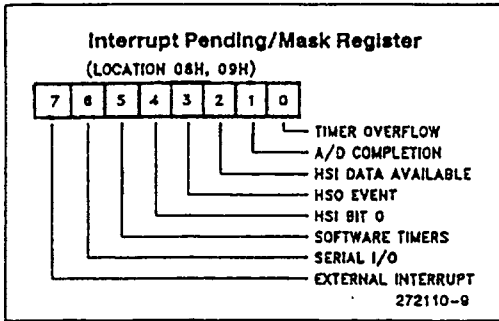 Interrupt Pending/Mask Register
(LOCATION 08H, 09H)
7 6 5 4 3 2 1 0
TIMER OVERFLOW
A/D COMPLETION
HSI DATA AVAILABLE
HSO EVENT
HSI BIT 0
SOFTWARE TIMERS
SERIAL I/O
EXTERNAL INTERRUPT
272110-9